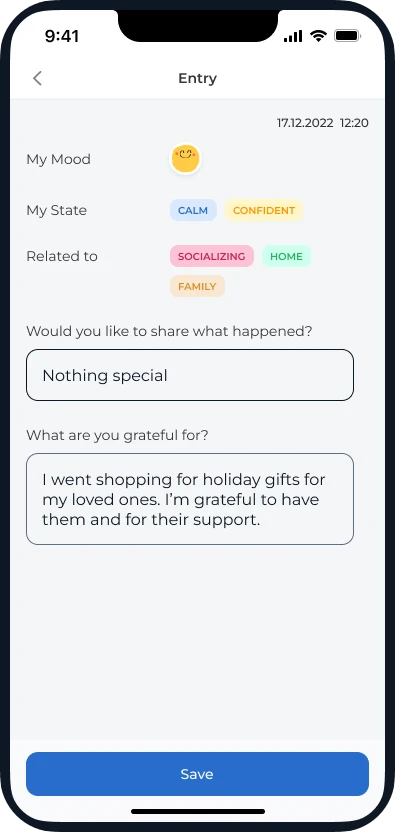 9:41
Entry
17.12.2022 12:20
My Mood
My State
CALM
CONFIDENT
Related to
SOCIALIZING
HOME
FAMILY
Would you like to share what happened?
Nothing special
What are you grateful for?
I went shopping for holiday gifts for
my loved ones. I’m grateful to have
them and for their support.
Save